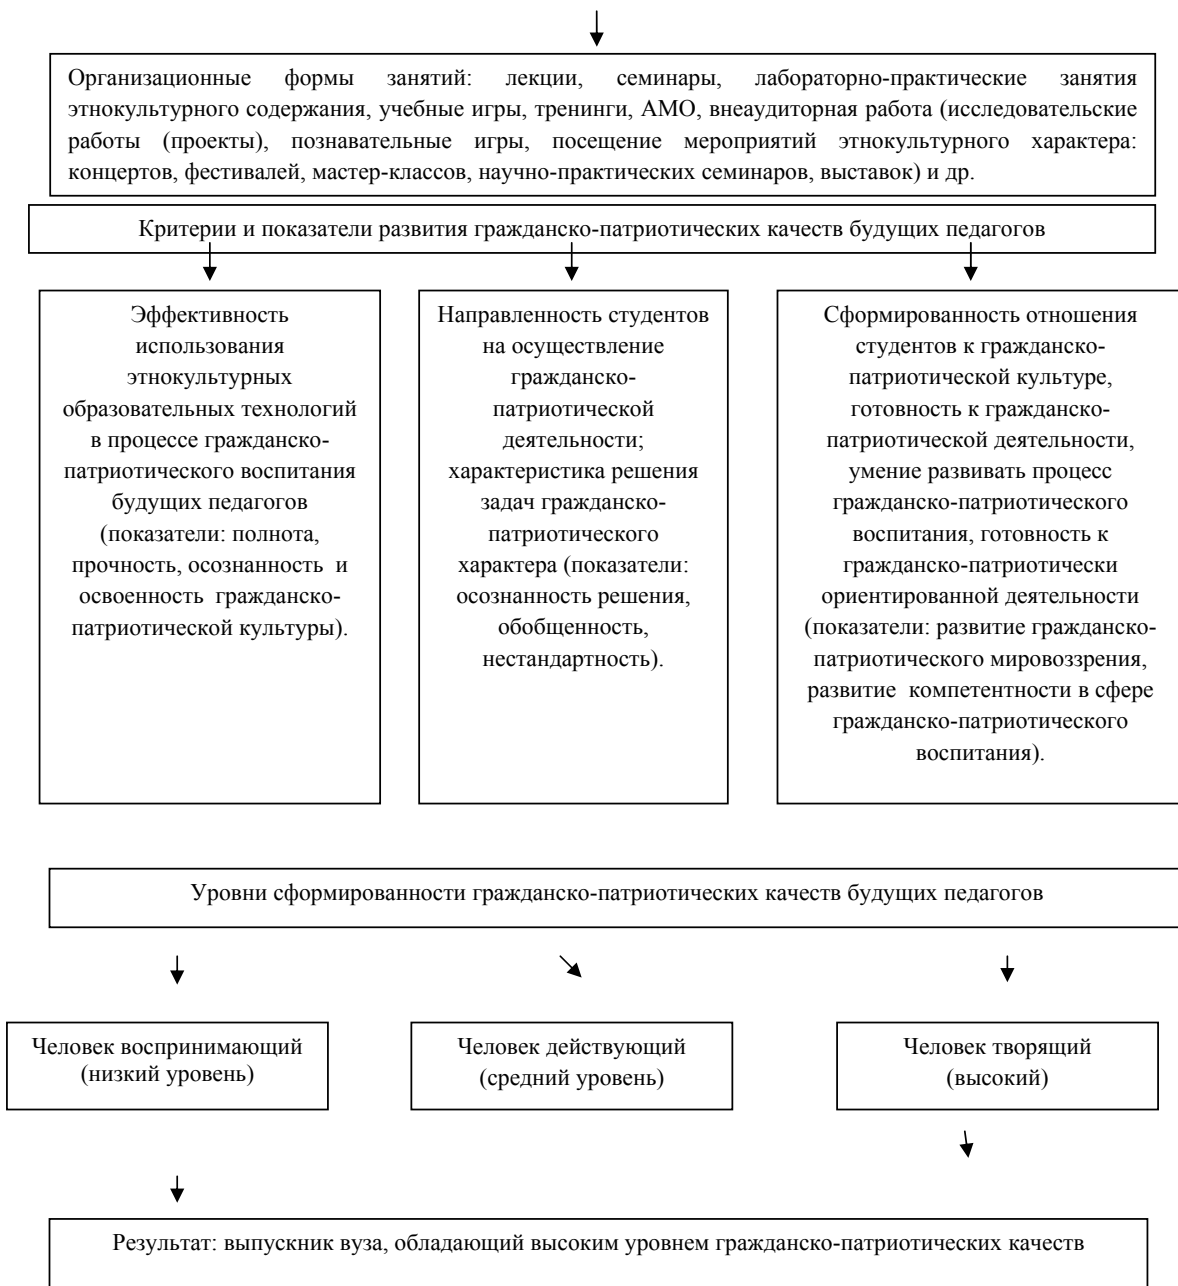 Организационные формы занятий: лекции, семинары, лабораторно-практические занятия
этнокультурного содержания, учебные игры, тренинги, АМО, внеаудиторная работа (исследовательские
работы (проекты), познавательные игры, посещение мероприятий этнокультурного характера:
концертов, фестивалей, мастер-классов, научно-практических семинаров, выставок) и др.
Критерии и показатели развития гражданско-патриотических качеств будущих педагогов
Эффективность
использования
этнокультурных
образовательных технологий
в процессе гражданско-
патриотического воспитания
будущих педагогов
(показатели: полнота,
прочность, осознанность и
освоенность гражданско-
патриотической культуры).
Направленность студентов
на осуществление
гражданско-
патриотической
деятельности;
характеристика решения
задач гражданско-
патриотического
характера (показатели:
осознанность решения,
обобщенность,
нестандартность).
Сформированность отношения
студентов к гражданско-
патриотической культуре,
готовность к гражданско-
патриотической деятельности,
умение развивать процесс
гражданско-патриотического
воспитания, готовность к
гражданско-патриотически
ориентированной деятельности
(показатели: развитие гражданско-
патриотического мировоззрения,
развитие компетентности в сфере
гражданско-патриотического
воспитания).
Уровни сформированности гражданско-патриотических качеств будущих педагогов
Человек воспринимающий
(низкий уровень)
Человек действующий
(средний уровень)
Человек творящий
(высокий)
Результат: выпускник вуза, обладающий высоким уровнем гражданско-патриотических качеств